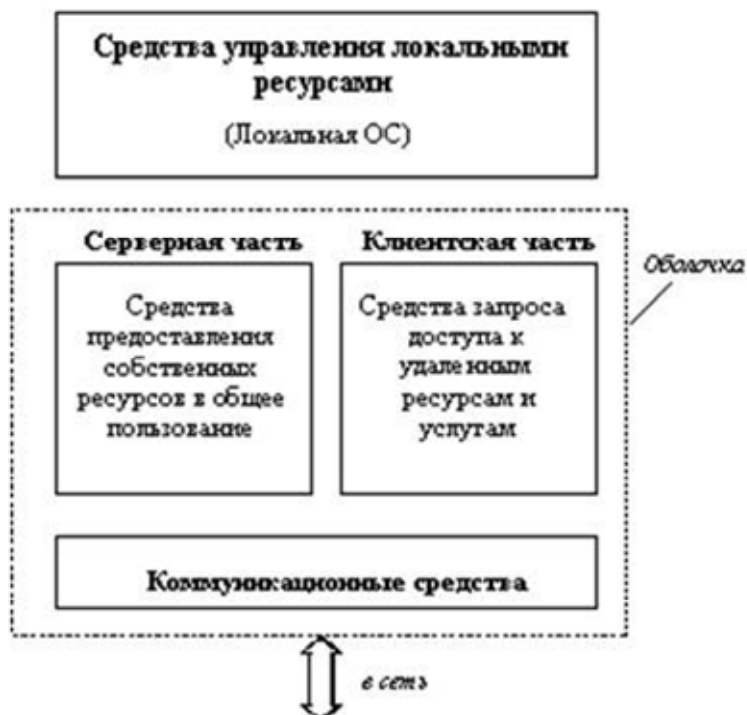 Средства управления локальными
ресурсами
(Локальная ОС)
Серверная часть
Клиентская часть
Оболочка
Средства
предоставления
собственных
ресурсов в общее
пользование
Средства запроса
доступа к
удаленным
ресурсам и
услугам
Коммуникационные средства
в сеть